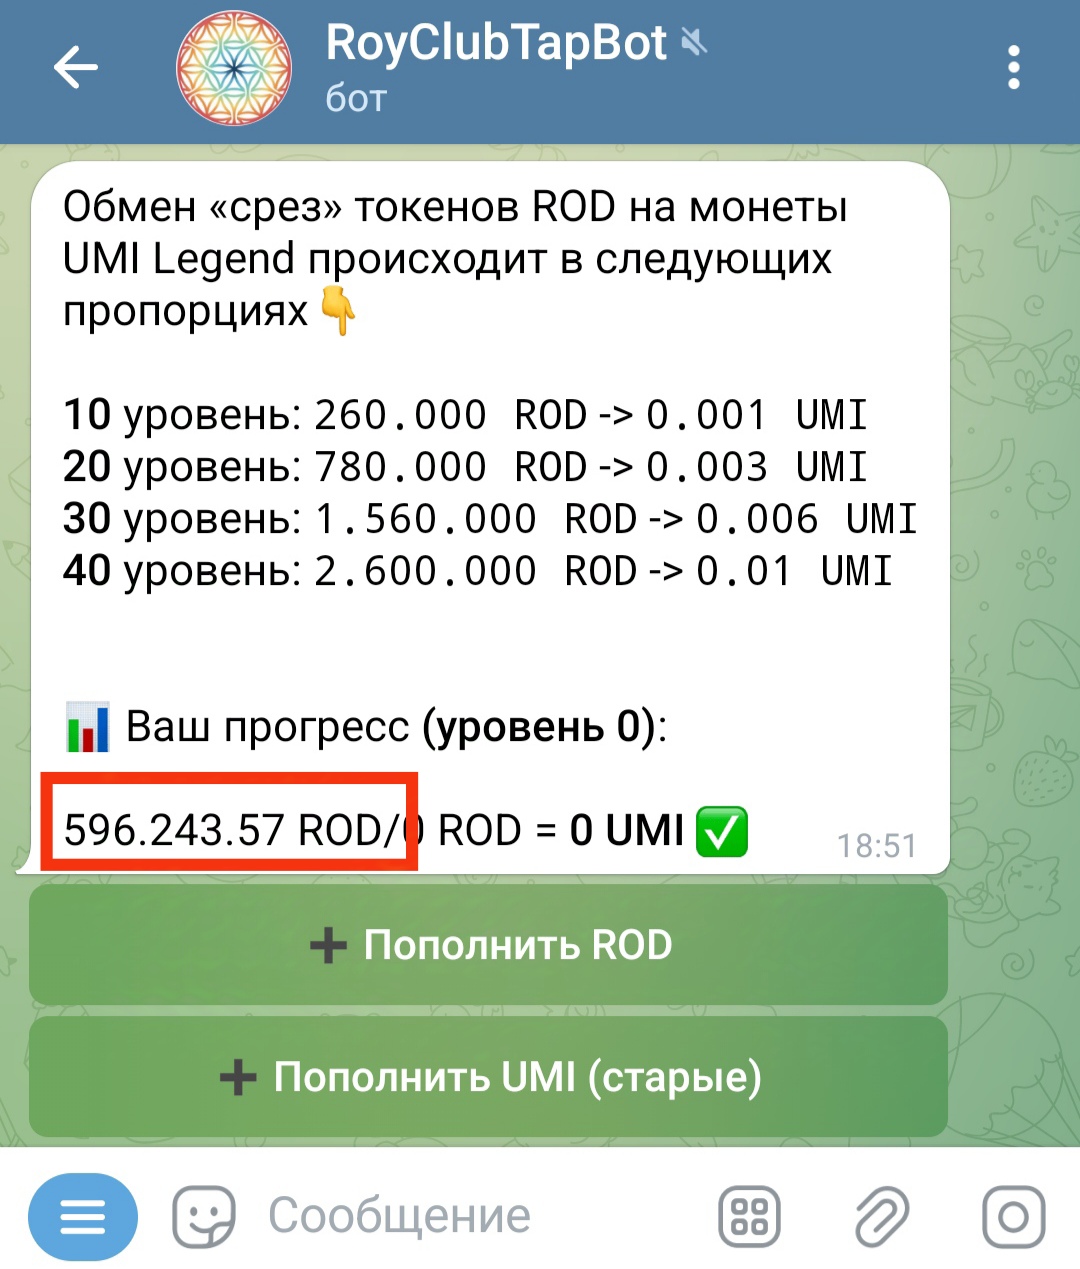 RoyClubTapBot
бот
Обмен «срез» токенов ROD на монеты
UMI Legend происходит в следующих
пропорциях👇
10 уровень: 260.000 ROD -> 0.001 UMI
20 уровень: 780.000 ROD -> 0.003 UMI
30 уровень: 1.560.000 ROD -> 0.006 UMI
40 уровень: 2.600.000 ROD -> 0.01 UMI
📊 Ваш прогресс (уровень 0):
596.243.57 ROD/0 ROD = 0 UMI ✅
18:51
➕ Пополнить ROD
➕ Пополнить UMI (старые)
Сообщение